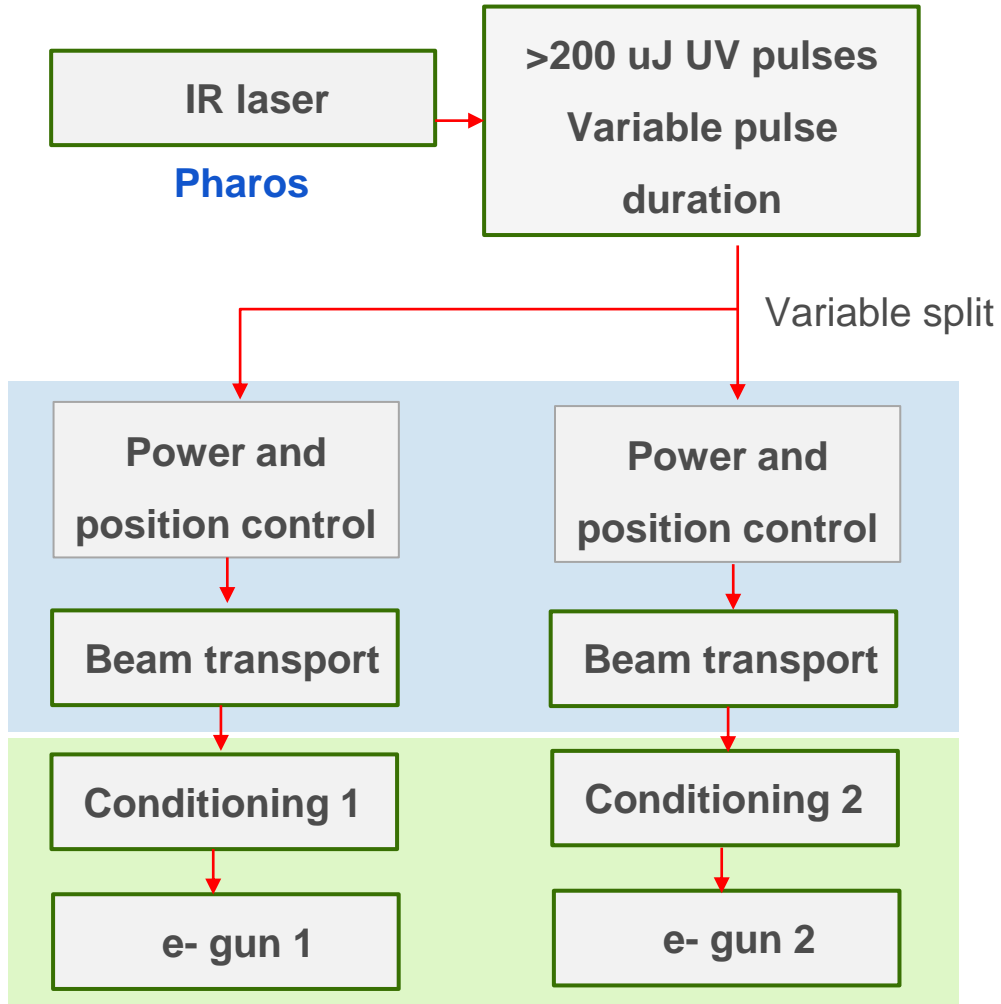 IR laser
Pharos
>200 uJ UV pulses
Variable pulse
duration
Variable split
Power and
position control
Power and
position control
Beam transport
Beam transport
Conditioning 1
Conditioning 2
e- gun 1
e- gun 2